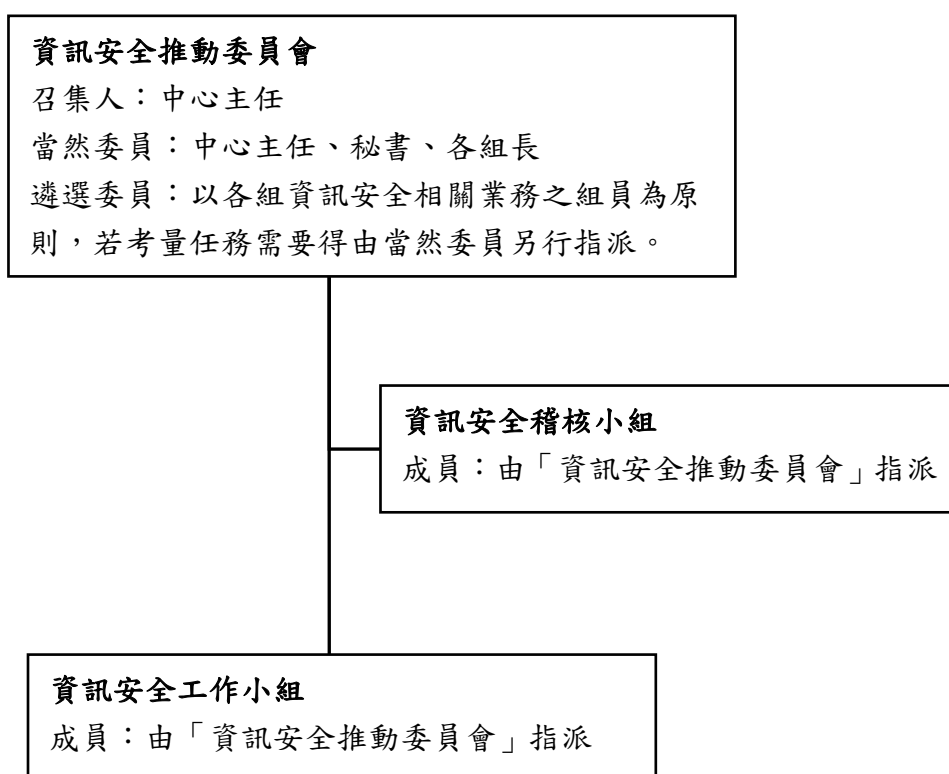 資訊安全推動委員會
召集人：中心主任
當然委員：中心主任、秘書、各組長
遴選委員：以各組資訊安全相關業務之組員為原
則，若考量任務需要得由當然委員另行指派。
資訊安全稽核小組
成員：由「資訊安全推動委員會」指派
資訊安全工作小組
成員：由「資訊安全推動委員會」指派